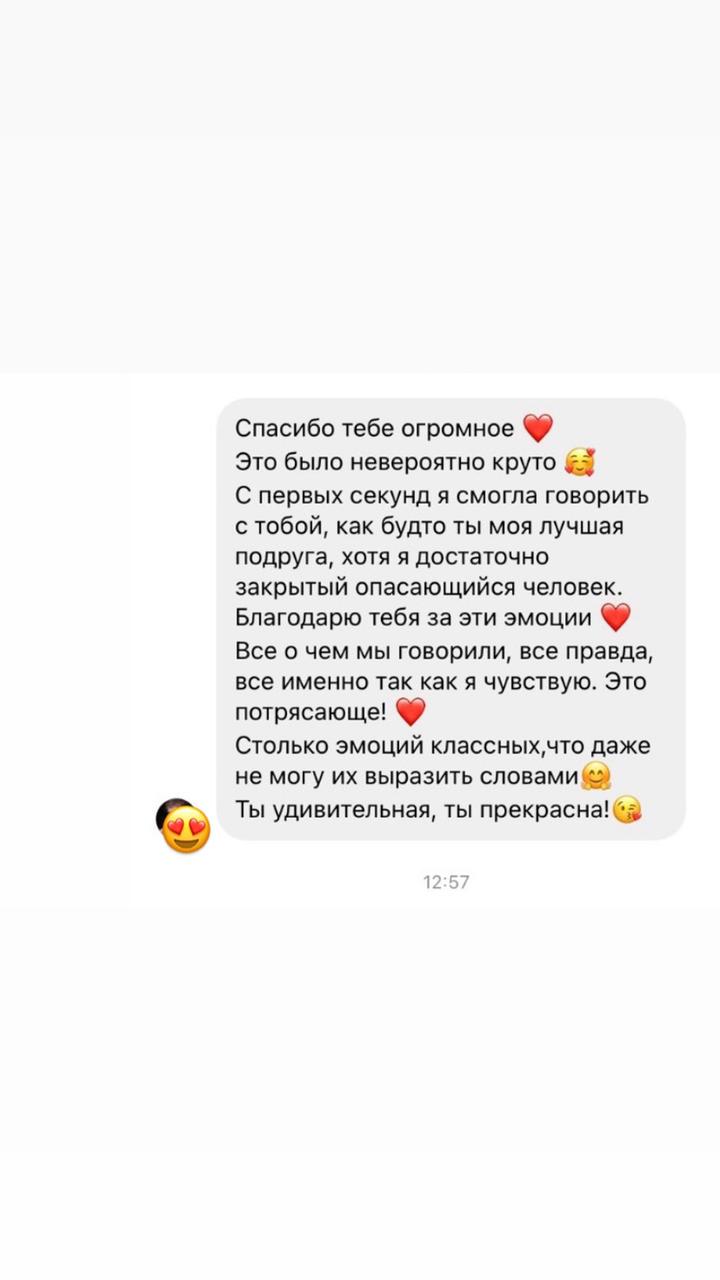 Спасибо тебе огромное ❤️
Это было невероятно круто 🥰
С первых секунд я смогла говорить
с тобой, как будто ты моя лучшая
подруга, хотя я достаточно
закрытый опасающийся человек.
Благодарю тебя за эти эмоции ❤️
Все о чем мы говорили, все правда,
все именно так как я чувствую. Это
потрясающе! ❤️
Столько эмоций классных,что даже
не могу их выразить словами🤗
Ты удивительная, ты прекрасна!😘
12:57